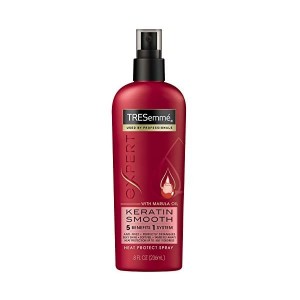 TRESemmé
USED BY PROFESSIONALS
EXPERT
WITH MARULA OIL
KERATIN
SMOOTH
5 BENEFITS 1 SYSTEM
HEAT PROTECT SPRAY
8 FL OZ (236mL)